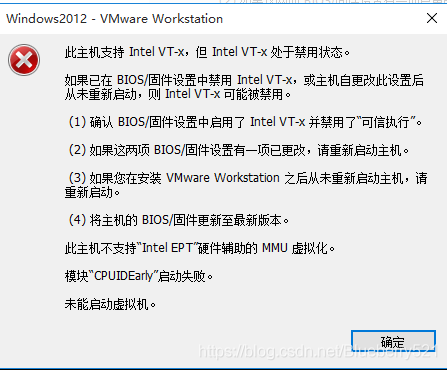 Windows2012 - VMware Workstation
此主机支持 Intel VT-x，但 Intel VT-x 处于禁用状态。
如果已在 BIOS/固件设置中禁用 Intel VT-x，或主机自更改此设置后
从未重新启动，则 Intel VT-x 可能被禁用。
(1) 确认 BIOS/固件设置中启用了 Intel VT-x 并禁用了“可信执行”。
(2) 如果这两项 BIOS/固件设置有一项已更改，请重新启动主机。
(3) 如果您在安装 VMware Workstation 之后从未重新启动主机，请
重新启动。
(4) 将主机的 BIOS/固件更新至最新版本。
此主机不支持“Intel EPT”硬件辅助的 MMU 虚拟化。
模块“CPUIDEarly”启动失败。
未能启动虚拟机。
确定
https://blog.csdn.net/Blueberry521